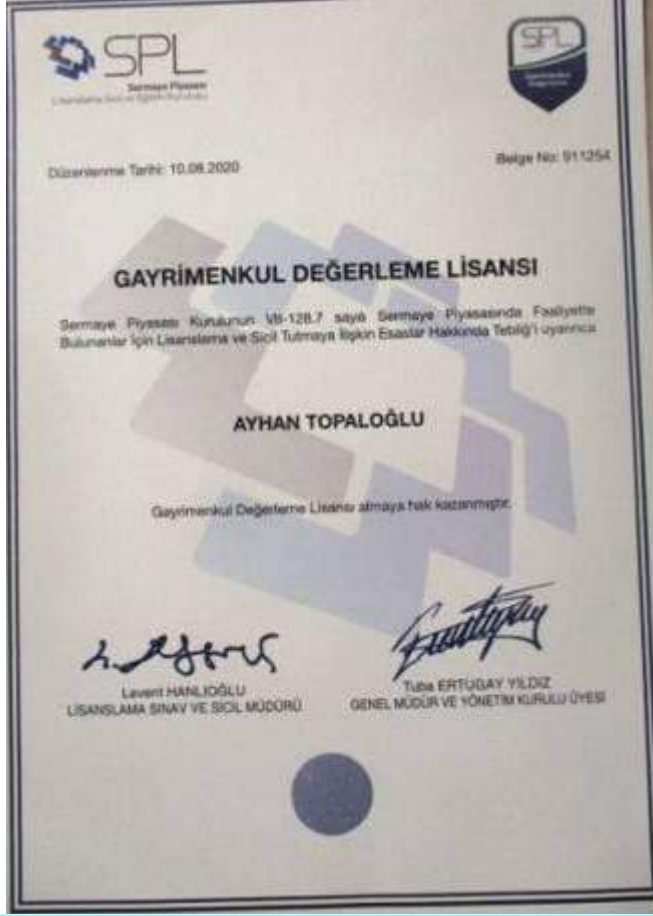 SPL
Sermaye Piyasası
Lisanslama Sicil ve Eğitim Kuruluşu
SPL
Gayrimenkul
Değerleme
Düzenlenme Tarihi: 10.08.2020
Belge No: 911254
GAYRİMENKUL DEĞERLEME LİSANSI
Sermaye Piyasası Kurulunun VII-128.7 sayılı Sermaye Piyasasında Faaliyette
Bulunanlar İçin Lisanslama ve Sicil Tutmaya İlişkin Esaslar Hakkında Tebliğ'i uyarınca
AYHAN TOPALOĞLU
Gayrimenkul Değerleme Lisansı almaya hak kazanmıştır.
Levent HANLIOĞLU
LİSANSLAMA SINAV VE SİCİL MÜDÜRÜ
Tuba ERTUGAY YILDIZ
GENEL MÜDÜR VE YÖNETİM KURULU ÜYESİ